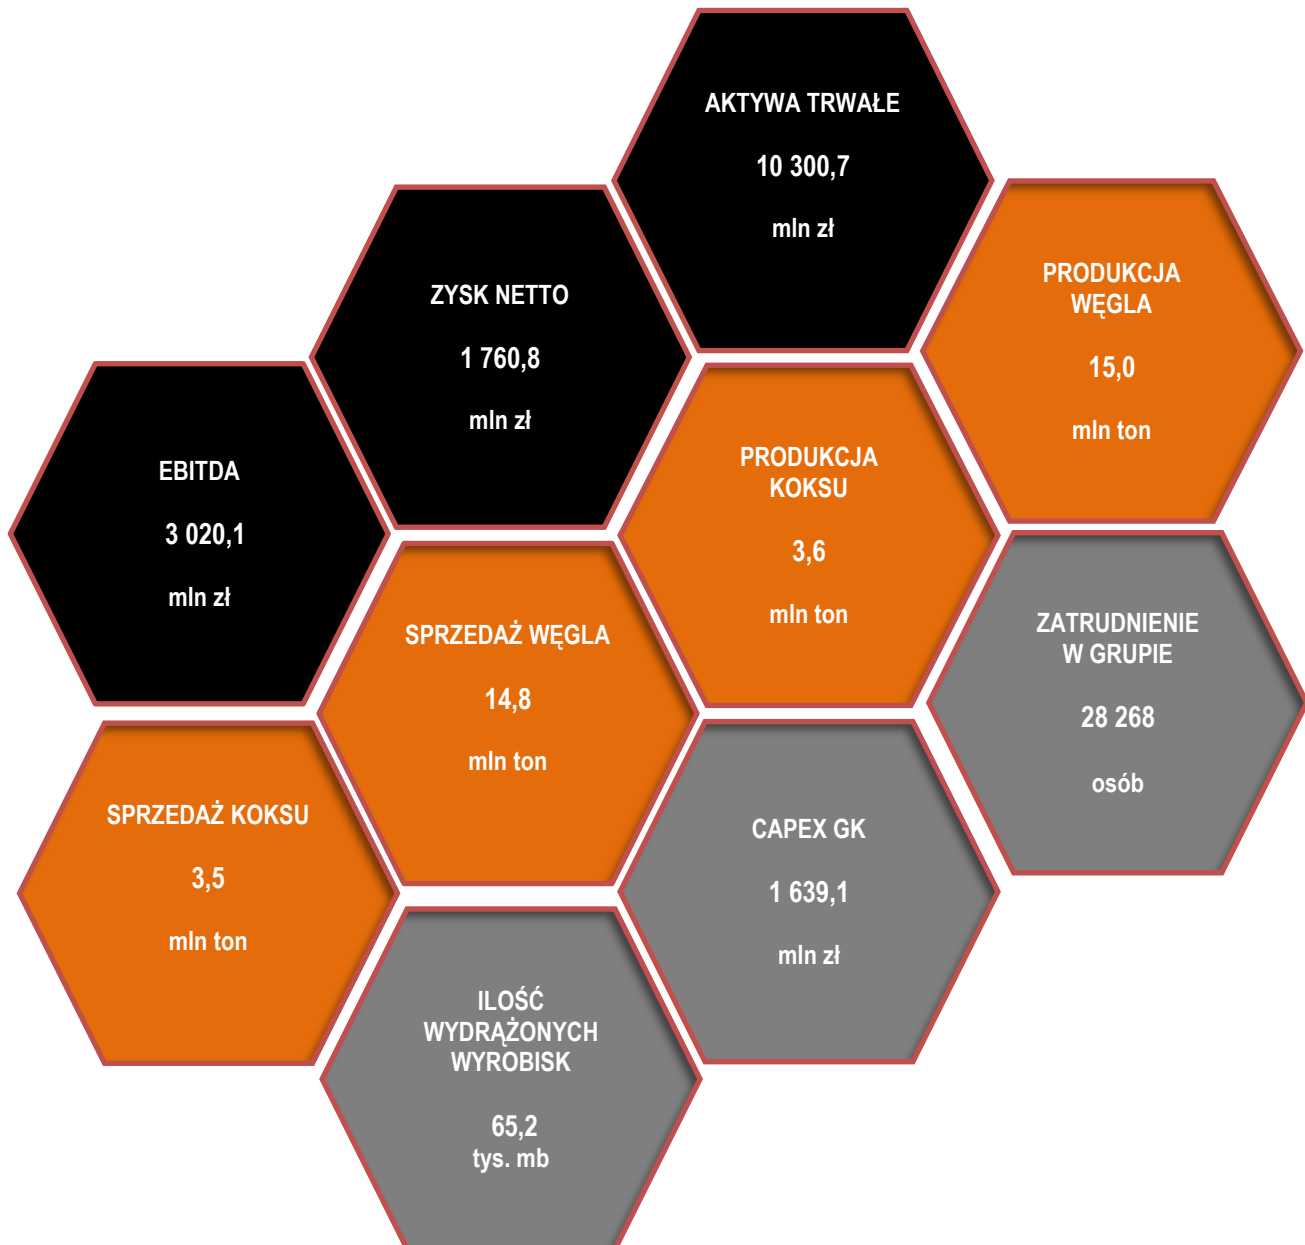 AKTYWA TRWAŁE
10 300,7
mln zł
PRODUKCJA
WĘGLA
15,0
mln ton
ZYSK NETTO
1 760,8
mln zł
EBITDA
3 020,1
mln zł
PRODUKCJA
KOKSU
3,6
mln ton
ZATRUDNIENIE
W GRUPIE
28 268
osób
SPRZEDAŻ WĘGLA
14,8
mln ton
SPRZEDAŻ KOKSU
3,5
mln ton
CAPEX GK
1 639,1
mln zł
ILOŚĆ
WYDRĄŻONYCH
WYROBISK
65,2
tys. mb